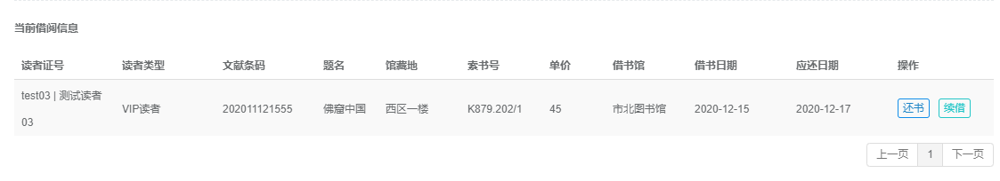 当前借阅信息
读者证号 读者类型 文献条码 题名 馆藏地 索书号 单价 借书馆 借书日期 应还日期 操作
test03 | 测试读者03 VIP读者 202011121555 佛窟中国 西区一楼 K879.202/1 45 市北图书馆 2020-12-15 2020-12-17 还书 续借
上一页 1 下一页